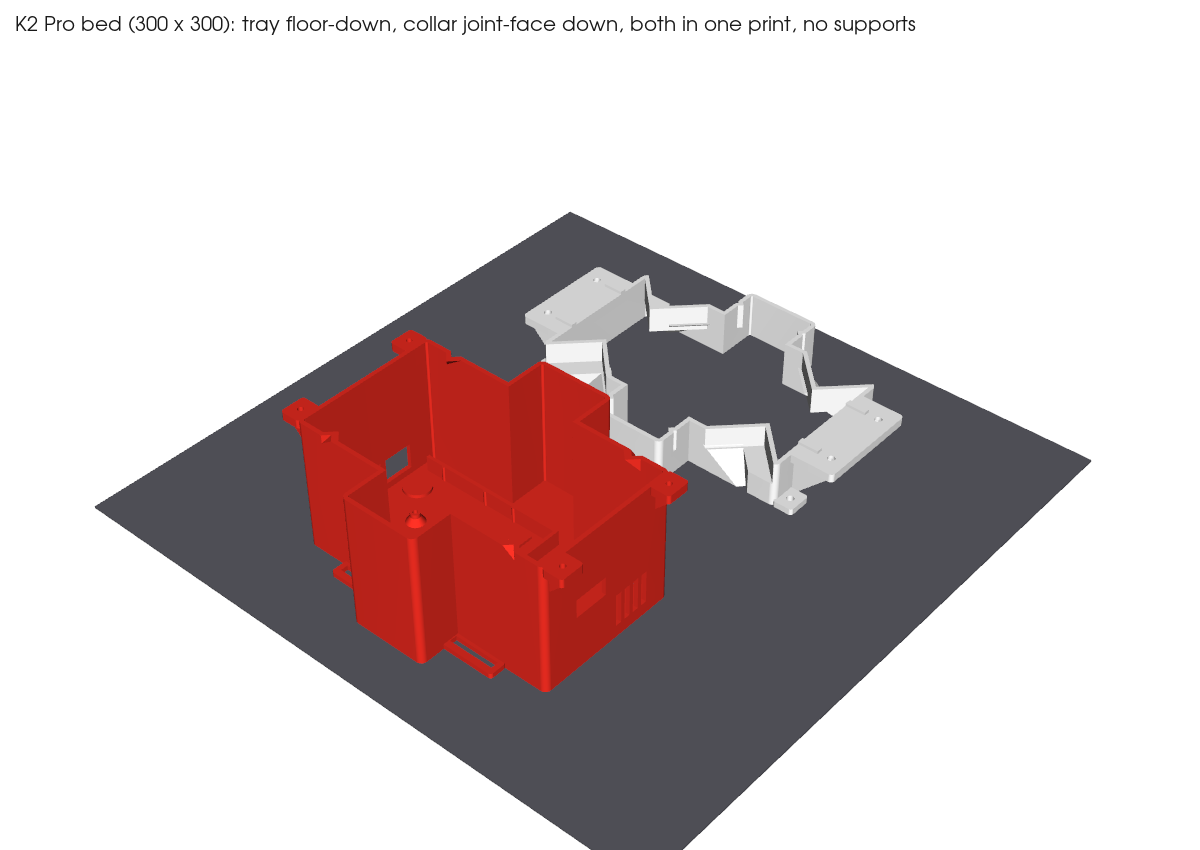 K2 Pro bed (300 x 300): tray floor-down, collar joint-face down, both in one print, no supports